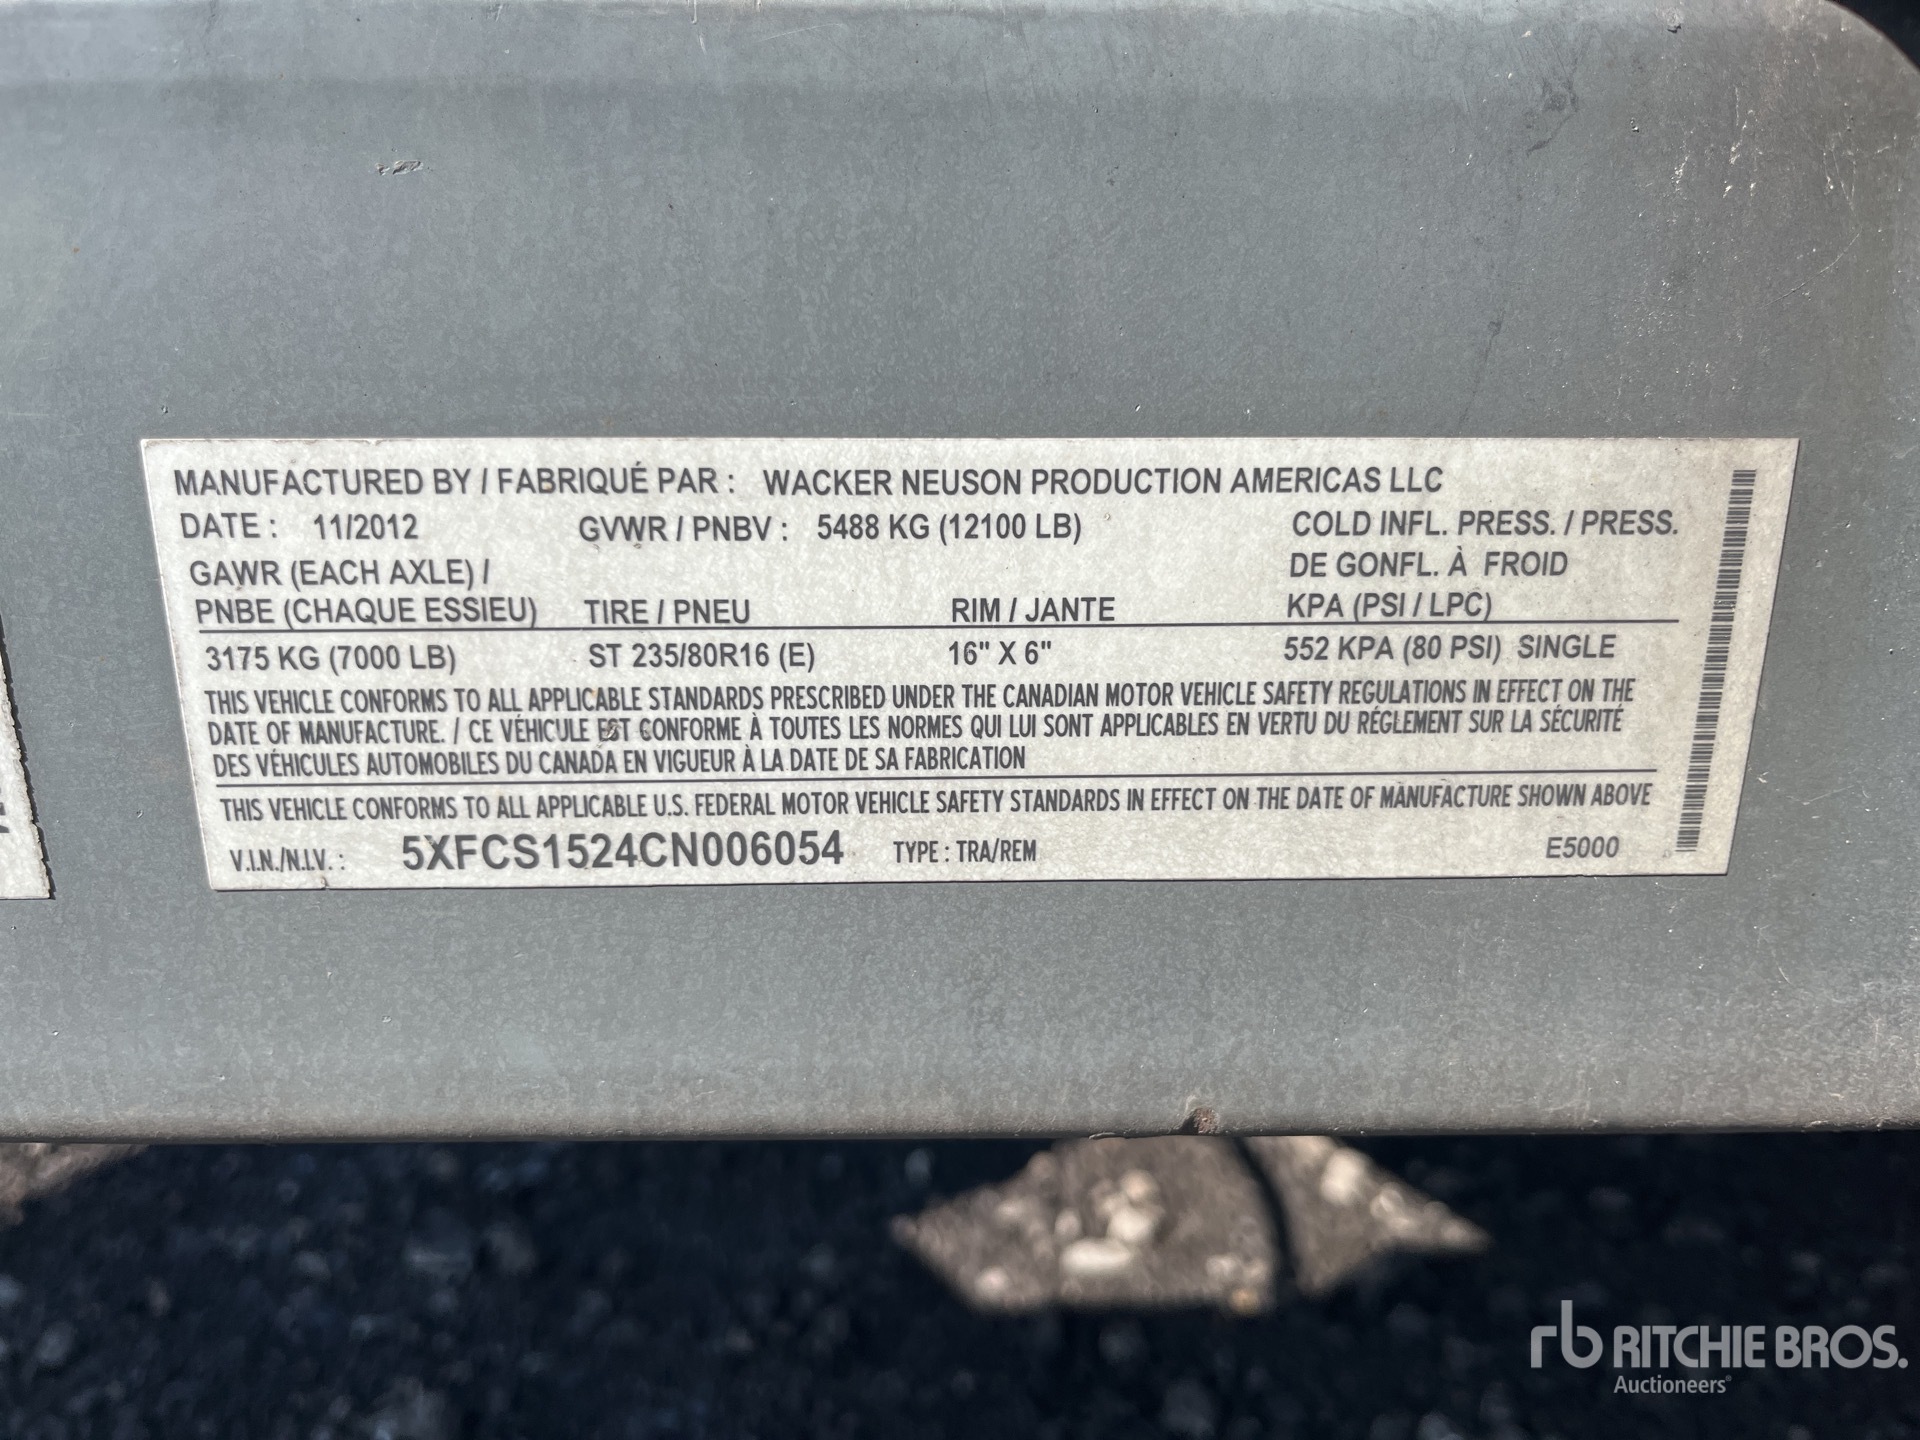 MANUFACTURED BY / FABRIQUÉ PAR : WACKER NEUSON PRODUCTION AMERICAS LLC
DATE : 11/2012 GVWR / PNBV : 5488 KG (12100 LB) COLD INFL. PRESS. / PRESS.
GAWR (EACH AXLE) / DE GONFL. À FROID
PNBE (CHAQUE ESSIEU) TIRE / PNEU RIM / JANTE KPA (PSI / LPC)
3175 KG (7000 LB) ST 235/80R16 (E) 16" X 6" 552 KPA (80 PSI) SINGLE
THIS VEHICLE CONFORMS TO ALL APPLICABLE STANDARDS PRESCRIBED UNDER THE CANADIAN MOTOR VEHICLE SAFETY REGULATIONS IN EFFECT ON THE
DATE OF MANUFACTURE. / CE VÉHICULE EST CONFORME À TOUTES LES NORMES QUI LUI SONT APPLICABLES EN VERTU DU RÉGLEMENT SUR LA SÉCURITÉ
DES VÉHICULES AUTOMOBILES DU CANADA EN VIGUEUR À LA DATE DE SA FABRICATION
THIS VEHICLE CONFORMS TO ALL APPLICABLE U.S. FEDERAL MOTOR VEHICLE SAFETY STANDARDS IN EFFECT ON THE DATE OF MANUFACTURE SHOWN ABOVE
V.I.N./N.I.V. : 5XFCS1524CN006054 TYPE : TRA/REM E5000
rb RITCHIE BROS.
Auctioneers